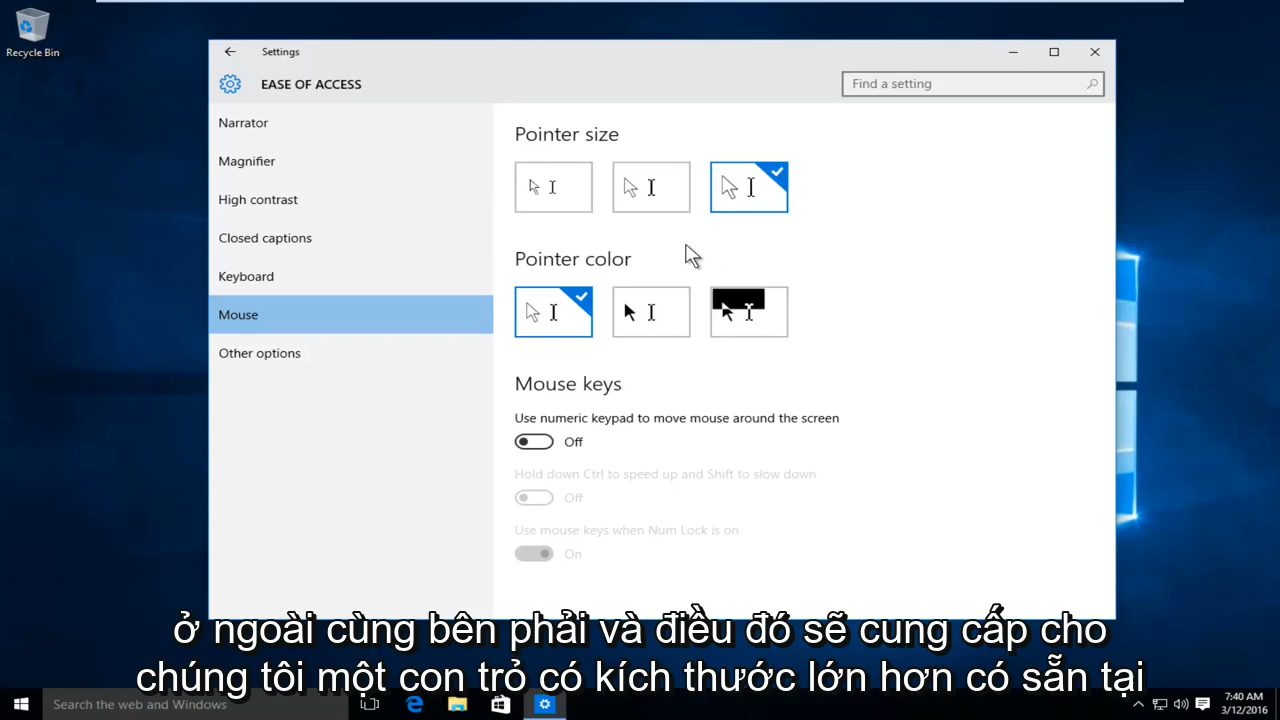 Recycle Bin
Settings
EASE OF ACCESS
Find a setting
Narrator
Magnifier
High contrast
Closed captions
Keyboard
Mouse
Other options
Pointer size
Pointer color
Mouse keys
Use numeric keypad to move mouse around the screen
Off
Hold down Ctrl to speed up and Shift to slow down
Off
Use mouse keys when Num Lock is on
On
ở ngoài cùng bên phải và điều đó sẽ cung cấp cho
chúng tôi một con trỏ có kích thước lớn hơn có sẵn tại
Search the web and Windows
7:40 AM
3/12/2016